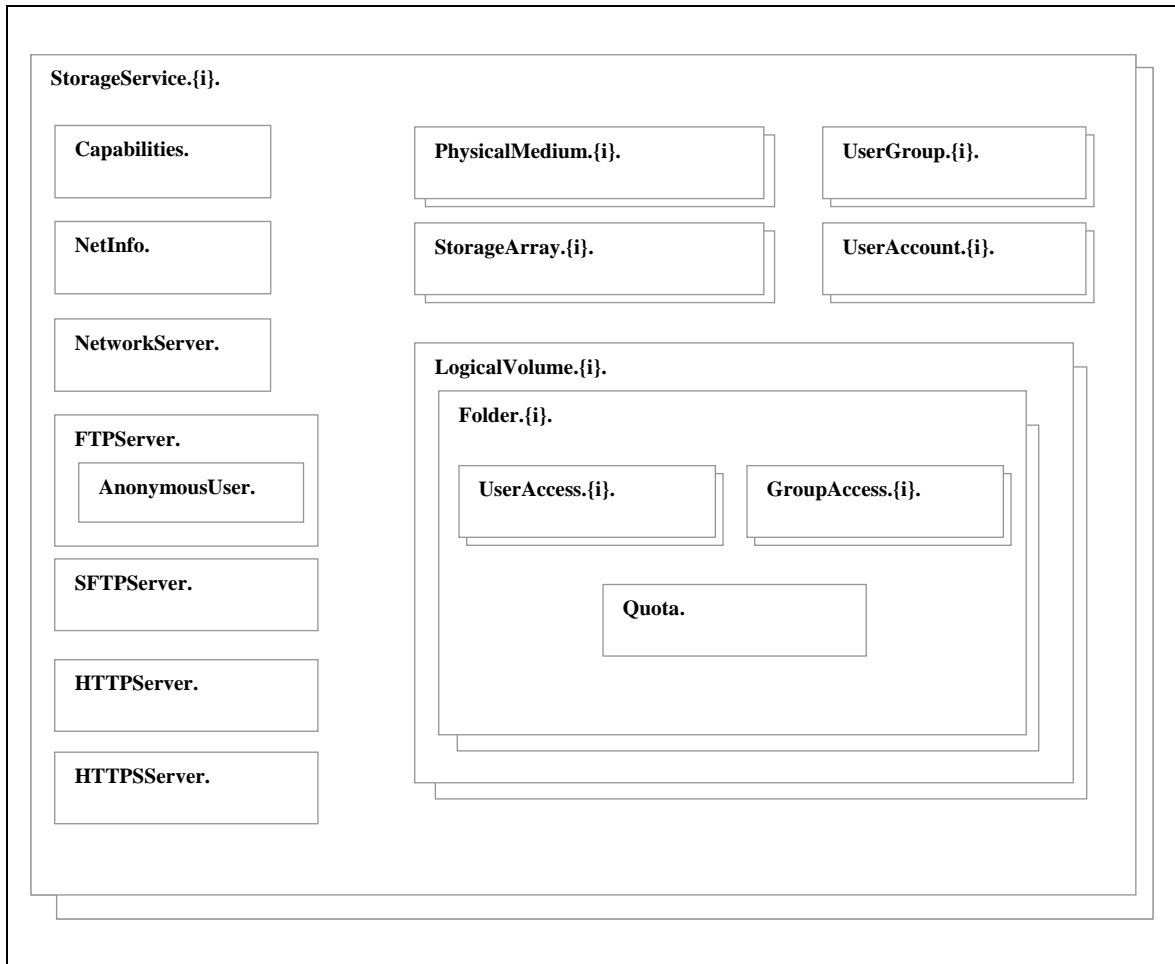 StorageService.{i}.
Capabilities.
PhysicalMedium.{i}.
UserGroup.{i}.
NetInfo.
StorageArray.{i}.
UserAccount.{i}.
NetworkServer.
LogicalVolume.{i}.
Folder.{i}.
FTPServer.
AnonymousUser.
UserAccess.{i}.
GroupAccess.{i}.
SFTPServer.
Quota.
HTTPServer.
HTTPSServer.